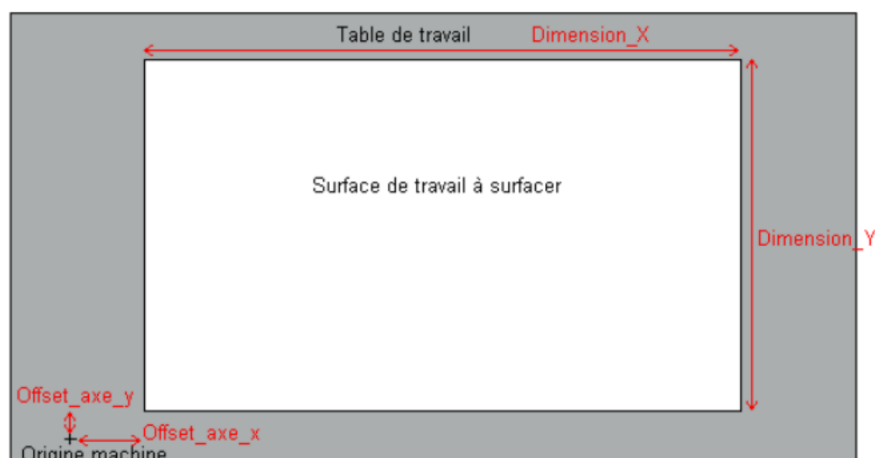 Table de travail Dimension_X
Surface de travail à surfacer
Dimension_Y
Offset_axe_y
Offset_axe_x
Origine machine